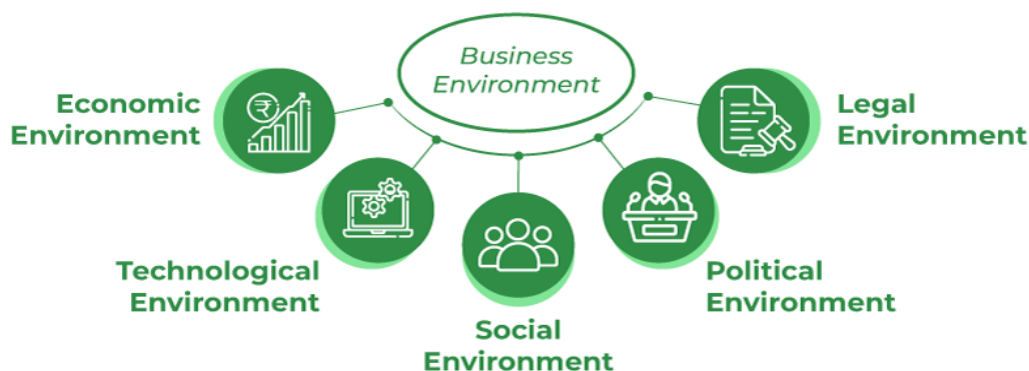 Business
Environment
Economic
Environment
₹
Legal
Environment
Technological
Environment
Political
Environment
Social
Environment